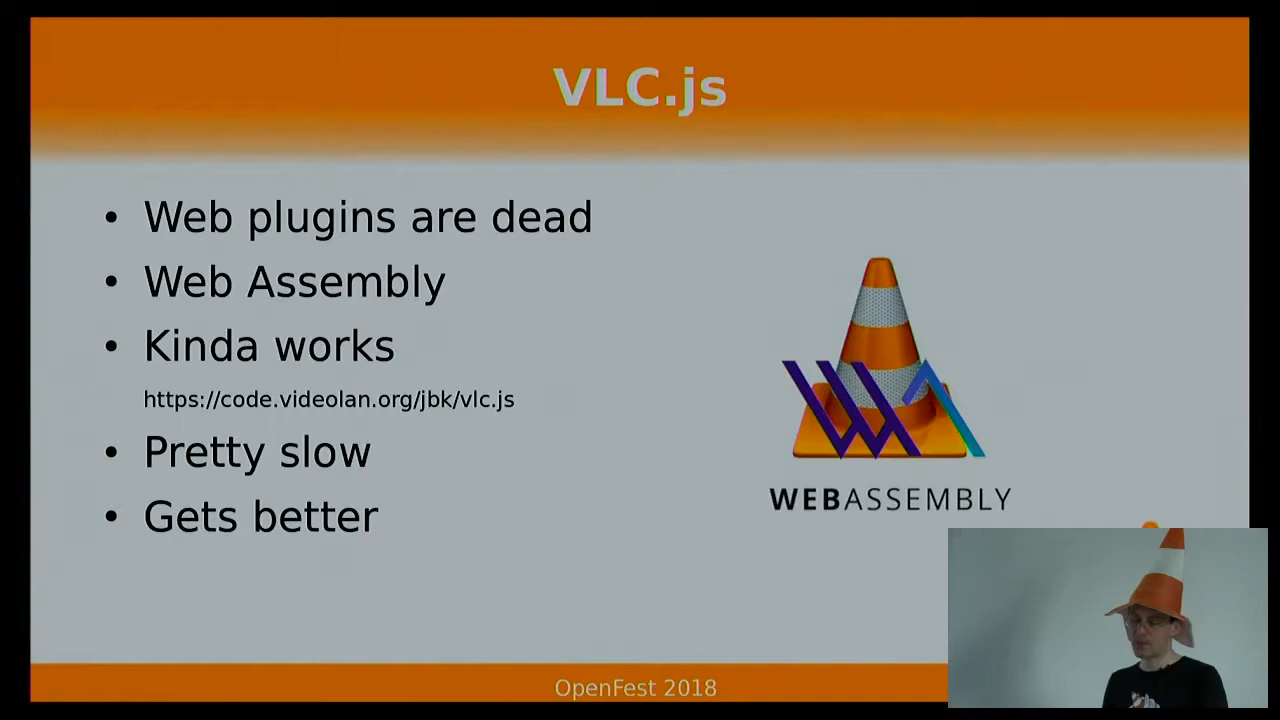 VLC.js
• Web plugins are dead
• Web Assembly
• Kinda works
https://code.videolan.org/jbk/vlc.js
• Pretty slow
• Gets better
WEBASSEMBLY
OpenFest 2018